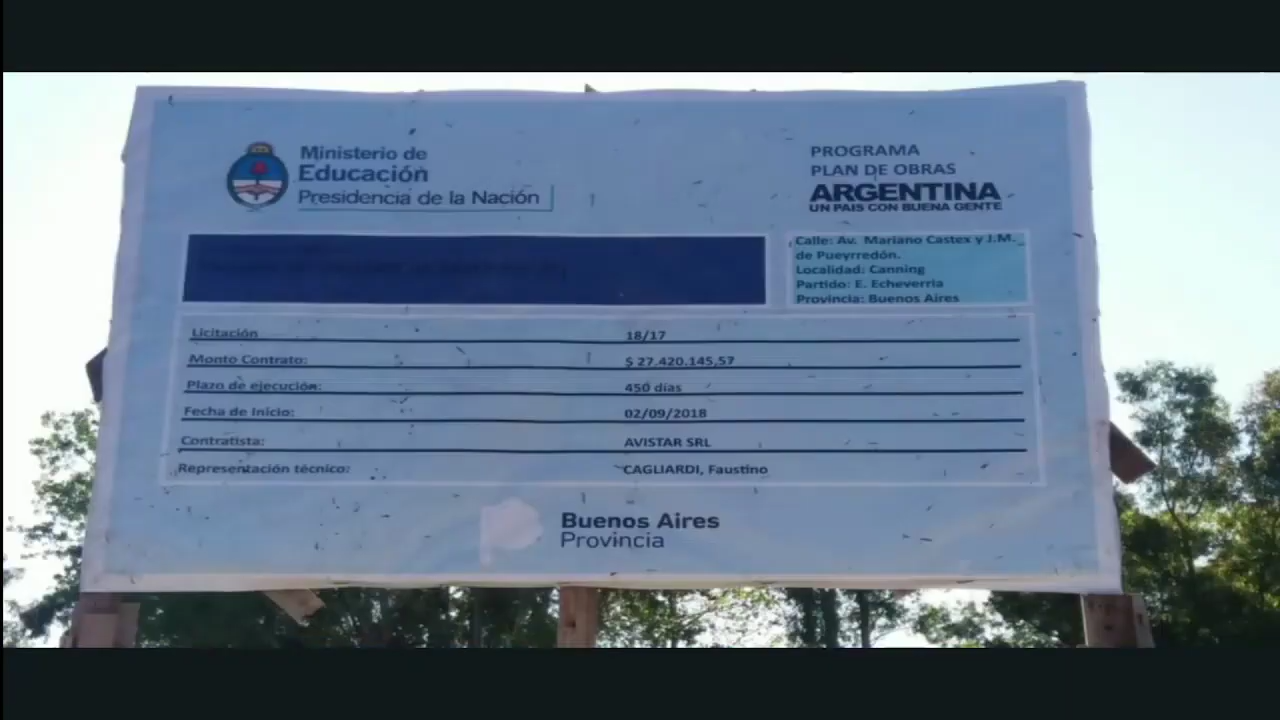 Ministerio de
Educación
Presidencia de la Nación
PROGRAMA
PLAN DE OBRAS
ARGENTINA
UN PAIS CON BUENA GENTE
Calle: Av. Mariano Castex y J.M.
de Pueyrredón.
Localidad: Canning
Partido: E. Echeverria
Provincia: Buenos Aires
Licitación 18/17
Monto Contrato: $ 27.420.145,57
Plazo de ejecución: 450 días
Fecha de Inicio: 02/09/2018
Contratista: AVISTAR SRL
Representación técnico: CAGLIARDI, Faustino
Buenos Aires
Provincia